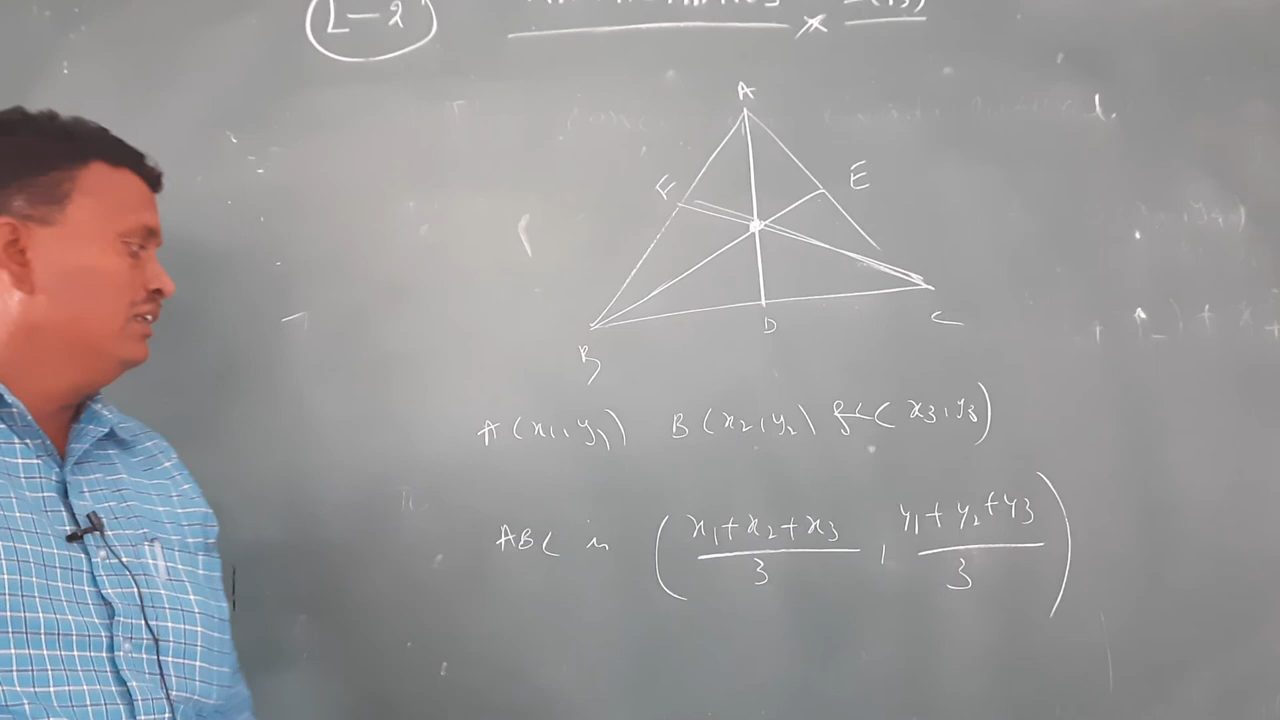 L-2
A
F
E
B
D
C
A(x₁,y₁) B(x₂,y₂) & C(x₃,y₃)
ABC is (x₁+x₂+x₃/3, y₁+y₂+y₃/3)